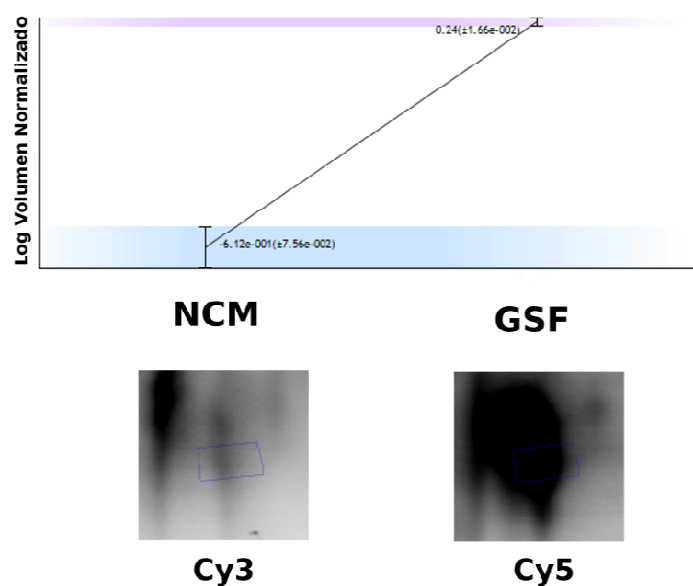 Log Volumen Normalizado
0.24(±1.66e-002)
-6.12e-001(±7.56e-002)
NCM GSF
Cy3 Cy5